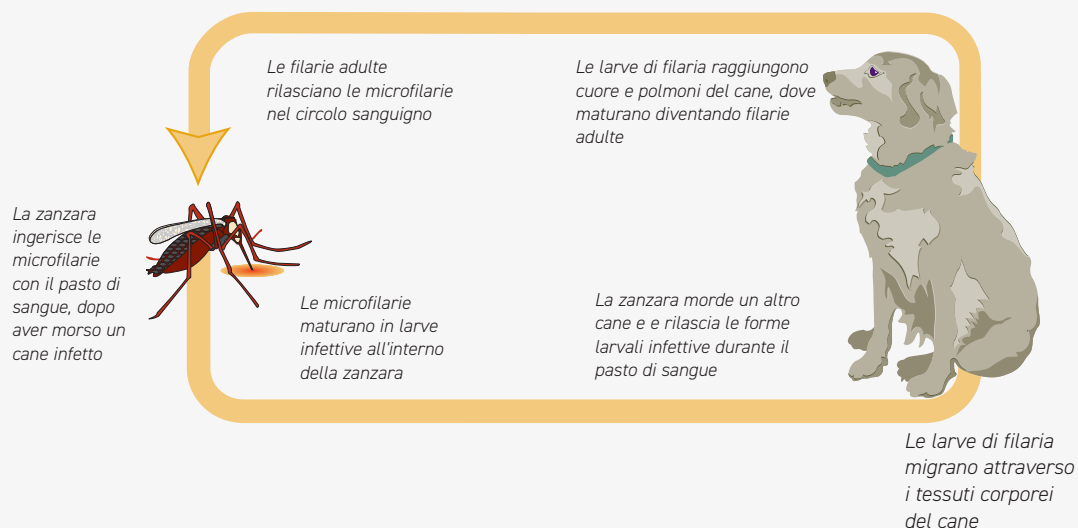 Le filarie adulte
rilasciano le microfilarie
nel circolo sanguigno
Le larve di filaria raggiungono
cuore e polmoni del cane, dove
maturano diventando filarie
adulte
La zanzara
ingerisce le
microfilarie
con il pasto di
sangue, dopo
aver morso un
cane infetto
Le microfilarie
maturano in larve
infettive all'interno
della zanzara
La zanzara morde un altro
cane e e rilascia le forme
larvali infettive durante il
pasto di sangue
Le larve di filaria
migrano attraverso
i tessuti corporei
del cane